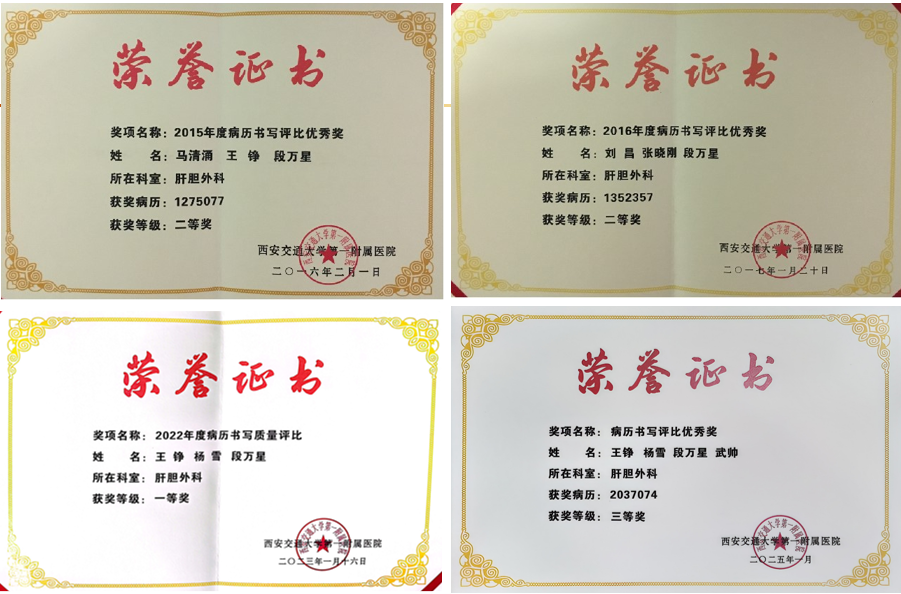 荣誉证书
奖项名称：2015年度病历书写评比优秀奖
姓 名：马清涌 王 铮 段万星
所在科室：肝胆外科
获奖病历：1275077
获奖等级：二等奖
西安交通大学第一附属医院
二〇一六年二月一日
荣誉证书
奖项名称：2016年度病历书写评比优秀奖
姓 名：刘 昌 张晓刚 段万星
所在科室：肝胆外科
获奖病历：1352357
获奖等级：二等奖
西安交通大学第一附属医院
二〇一七年一月二十日
荣誉证书
奖项名称：2022年度病历书写质量评比
姓 名：王 铮 杨 雪 段万星
所在科室：肝胆外科
获奖等级：一等奖
西安交通大学第一附属医院
二〇二三年一月十六日
荣誉证书
奖项名称：病历书写评比优秀奖
姓 名：王铮 杨雪 段万星 武帅
所在科室：肝胆外科
获奖病历：2037074
获奖等级：三等奖
西安交通大学第一附属医院
二〇二五年一月